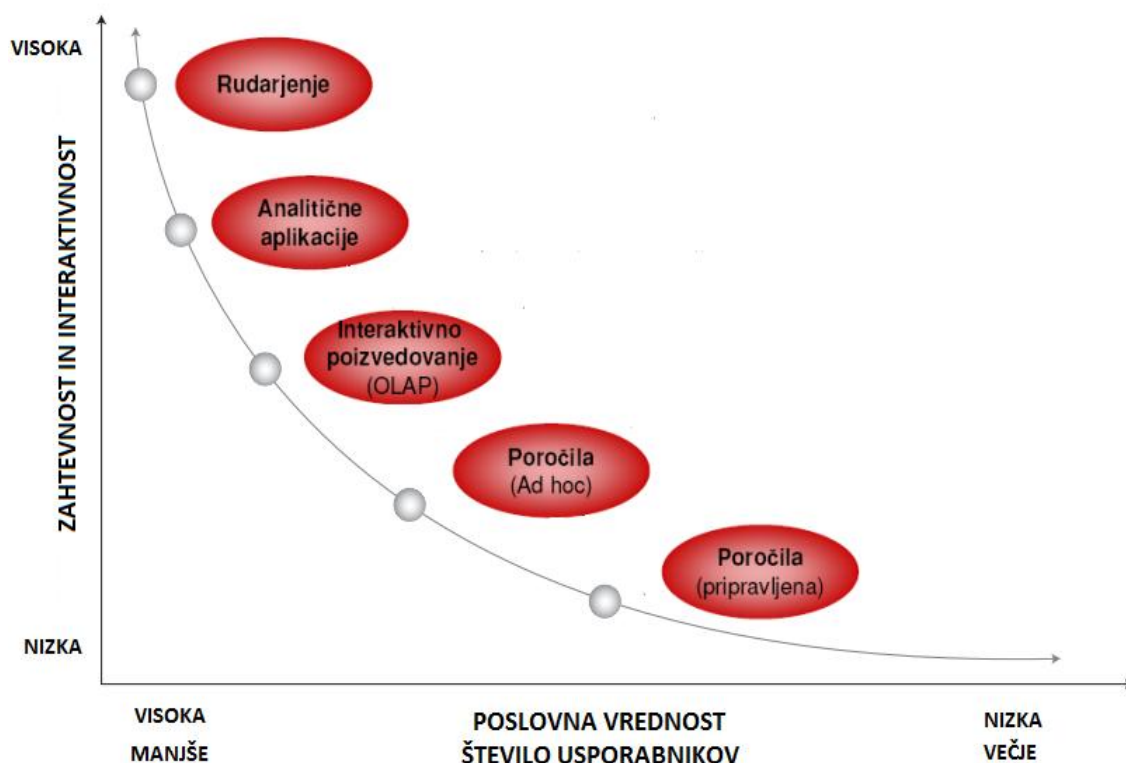 VISOKA
Rudarjenje
ZAHTEVNOST IN INTERAKTIVNOST
Analitične
aplikacije
Interaktivno
poizvedovanje
(OLAP)
Poročila
(Ad hoc)
Poročila
(pripravljena)
NIZKA
VISOKA
POSLOVNA VREDNOST
NIZKA
MANJŠE
ŠTEVILO USPORABNIKOV
VEČJE